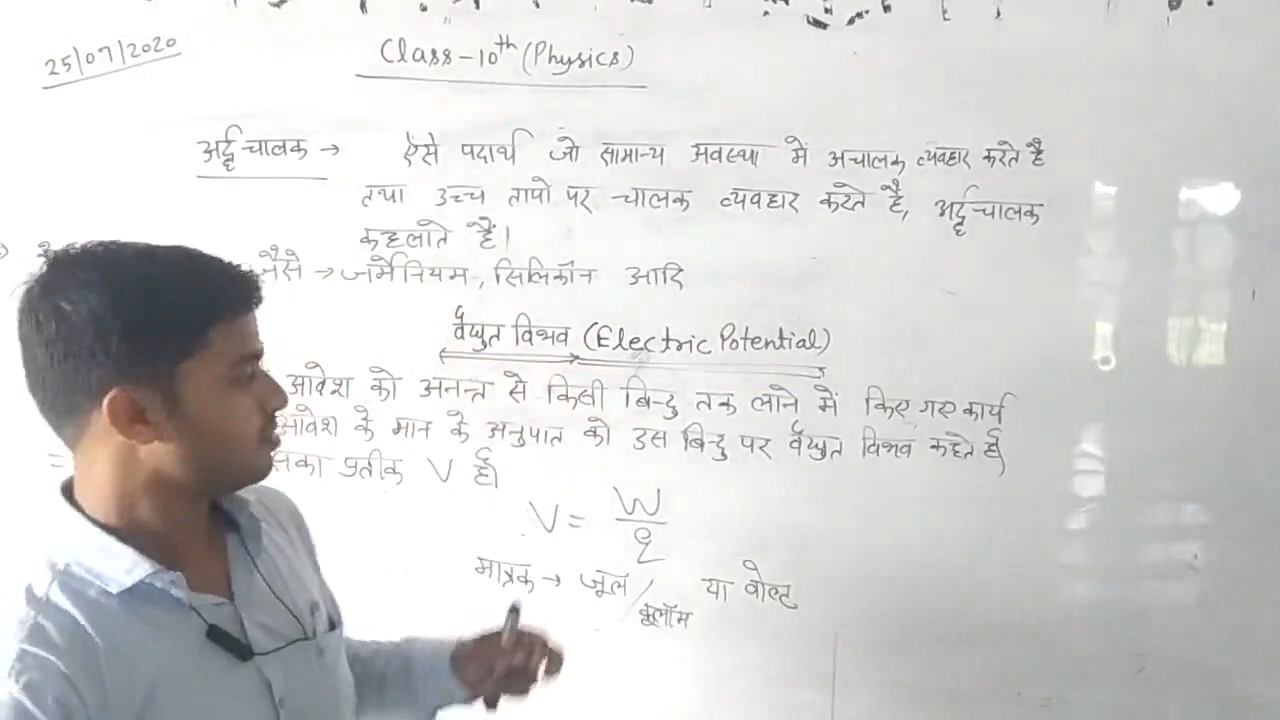 25/07/2020
Class-10th (Physics)
अर्द्धचालक → ऐसे पदार्थ जो सामान्य अवस्था में अचालक व्यवहार करते है
तथा उच्च तापो पर चालक व्यवहार करते है, अर्द्धचालक
कहलाते है।
जैसे → जर्मेनियम, सिलिकॉन आदि
वैद्युत विभव (Electric Potential)
आवेश को अनन्त से किसी बिन्दु तक लाने में किए गए कार्य
आवेश के मान के अनुपात को उस बिन्दु पर वैद्युत विभव कहते है।
सका प्रतीक V है।
V = W/q
मात्रक → जूल/कूलॉम या वोल्ट